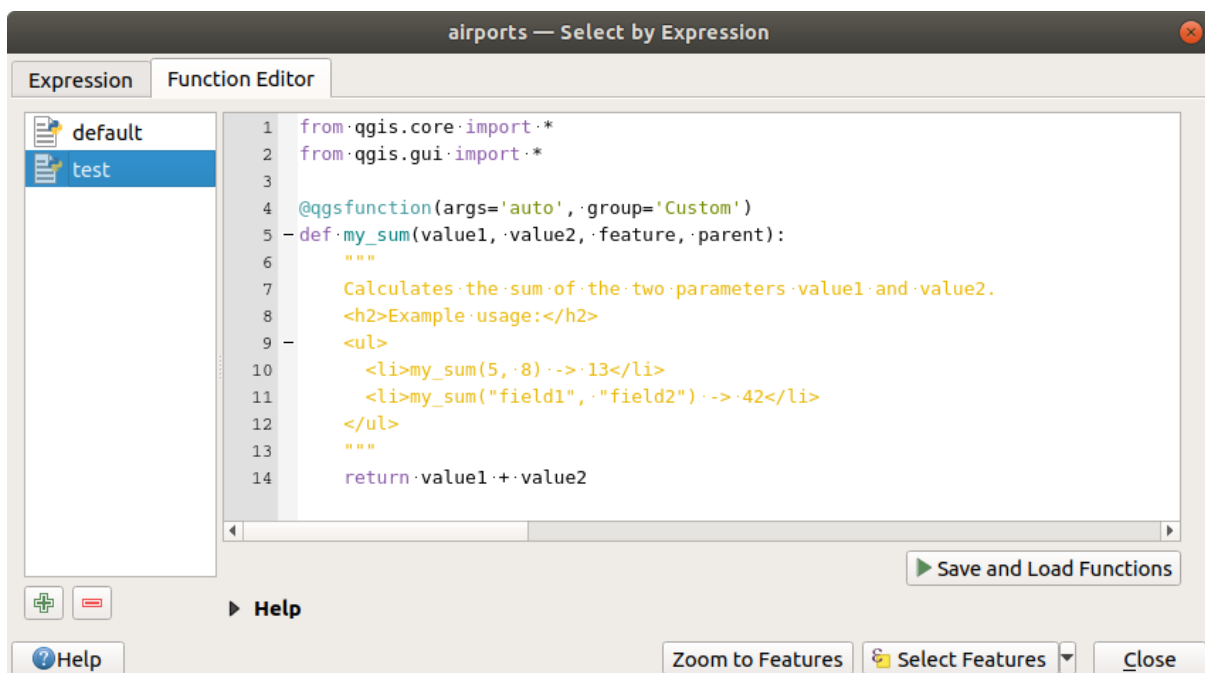 airports — Select by Expression
Expression
Function Editor
default
test
1 from qgis.core import *
2 from qgis.gui import *
3
4 @qgsfunction(args='auto', group='Custom')
5 def my_sum(value1, value2, feature, parent):
6 """
7 Calculates the sum of the two parameters value1 and value2.
8 <h2>Example usage:</h2>
9 <ul>
10 <li>my_sum(5, 8) -> 13</li>
11 <li>my_sum("field1", "field2") -> 42</li>
12 </ul>
13 """
14 return value1 + value2
Save and Load Functions
Help
Help
Zoom to Features
Select Features
Close